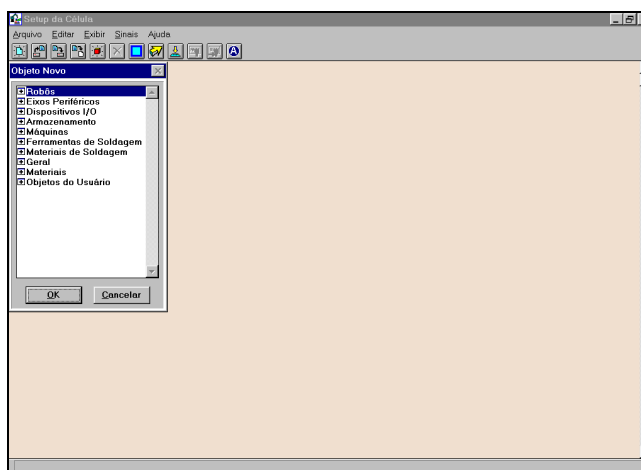 Setup da Célula
Arquivo Editar Exibir Sinais Ajuda
Objeto Novo
Robôs
Eixos Periféricos
Dispositivos I/O
Armazenamento
Máquinas
Ferramentas de Soldagem
Materiais de Soldagem
Geral
Materiais
Objetos do Usuário
OK Cancelar